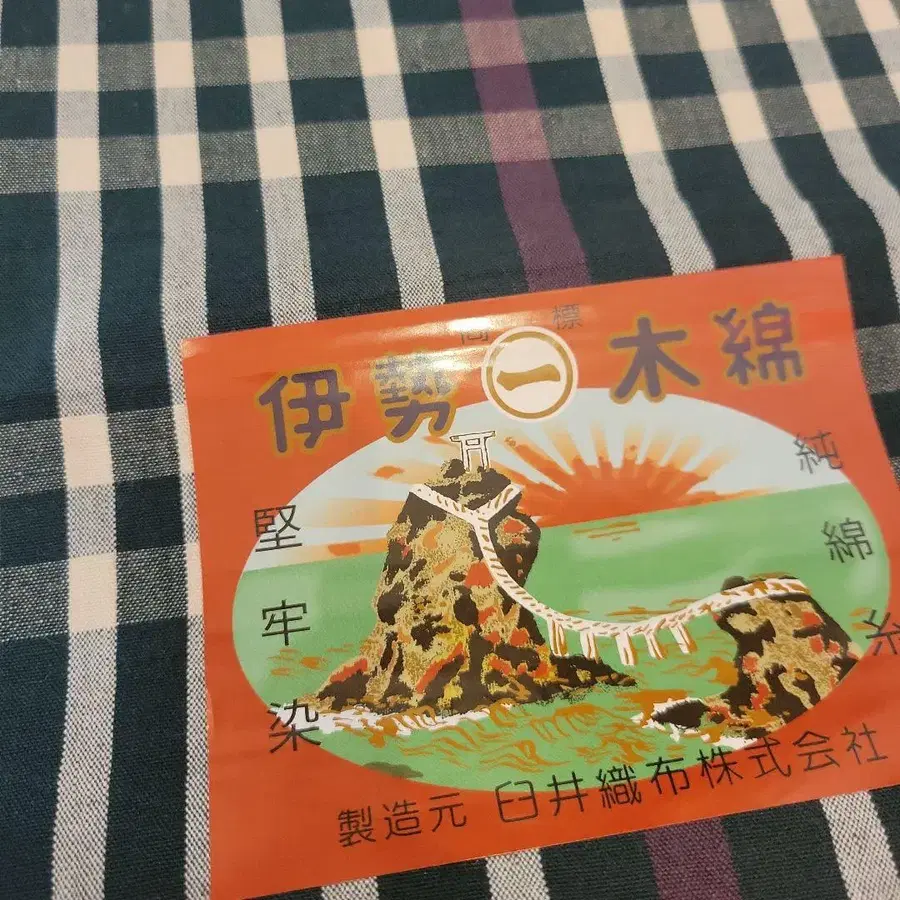 商標
伊勢 一 木綿
純綿糸
堅牢染
製造元 臼井織布株式会社